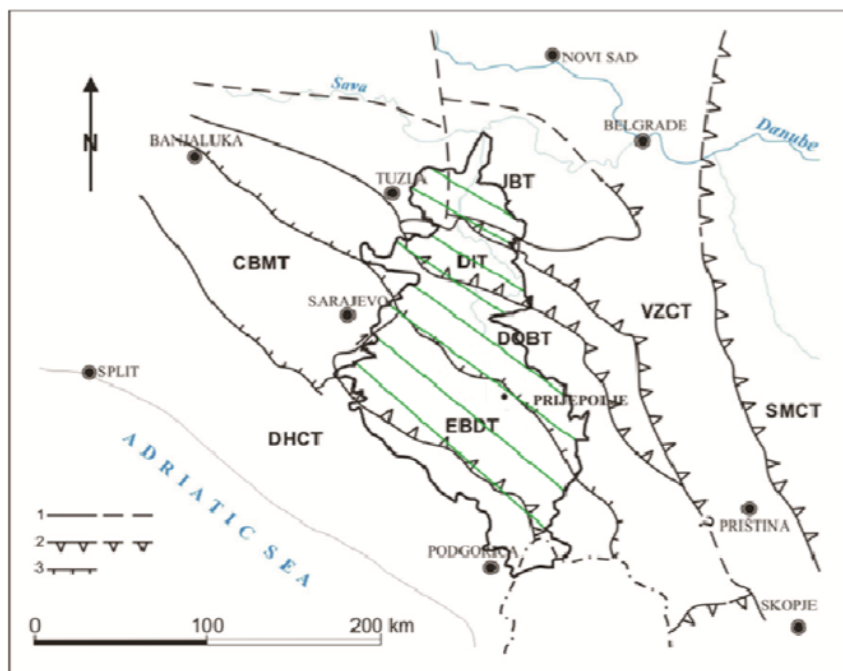 NOVI SAD
Sava
BELGRADE
Danube
N
BANJALUKA
TUZLA
JBT
CBMT
DIT
SARAJEVO
DOBT
VZCT
SPLIT
PRIJEPOLJE
EBDT
SMCT
DHCT
ADRIATIC SEA
1
2
3
PRIŠTINA
PODGORICA
SKOPJE
0 100 200 km